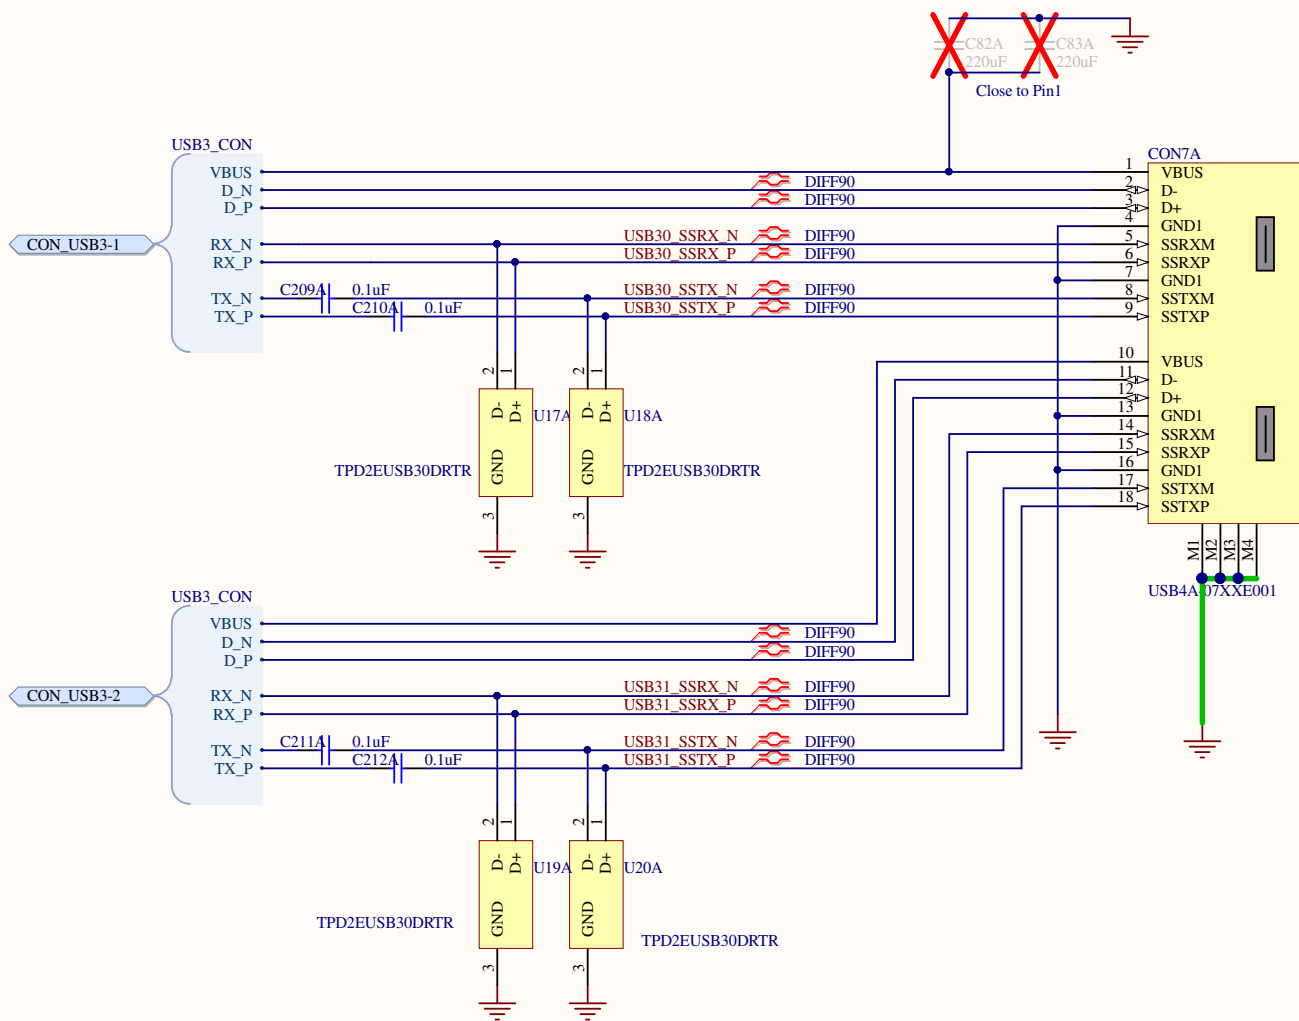 C82A
220uF
C83A
220uF
Close to Pin1
USB3_CON
VBUS
D_N
D_P
RX_N
RX_P
TX_N
TX_P
CON_USB3-1
C209A
0.1uF
C210A
0.1uF
DIFF90
DIFF90
USB30_SSRX_N
DIFF90
USB30_SSRX_P
DIFF90
USB30_SSTX_N
DIFF90
USB30_SSTX_P
DIFF90
CON7A
1 VBUS
2 D-
3 D+
4 GND1
5 SSRXM
6 SSRXP
7 GND1
8 SSTXM
9 SSTXP
10 VBUS
11 D-
12 D+
13 GND1
14 SSRXM
15 SSRXP
16 GND1
17 SSTXM
18 SSTXP
M1
M2
M3
M4
USB4A-07XXE001
2
1
D-
D+
GND
3
U17A
TPD2EUSB30DRTR
2
1
D-
D+
GND
3
U18A
TPD2EUSB30DRTR
USB3_CON
VBUS
D_N
D_P
RX_N
RX_P
TX_N
TX_P
CON_USB3-2
C211A
0.1uF
C212A
0.1uF
DIFF90
DIFF90
USB31_SSRX_N
DIFF90
USB31_SSRX_P
DIFF90
USB31_SSTX_N
DIFF90
USB31_SSTX_P
DIFF90
2
1
D-
D+
GND
3
U19A
TPD2EUSB30DRTR
2
1
D-
D+
GND
3
U20A
TPD2EUSB30DRTR